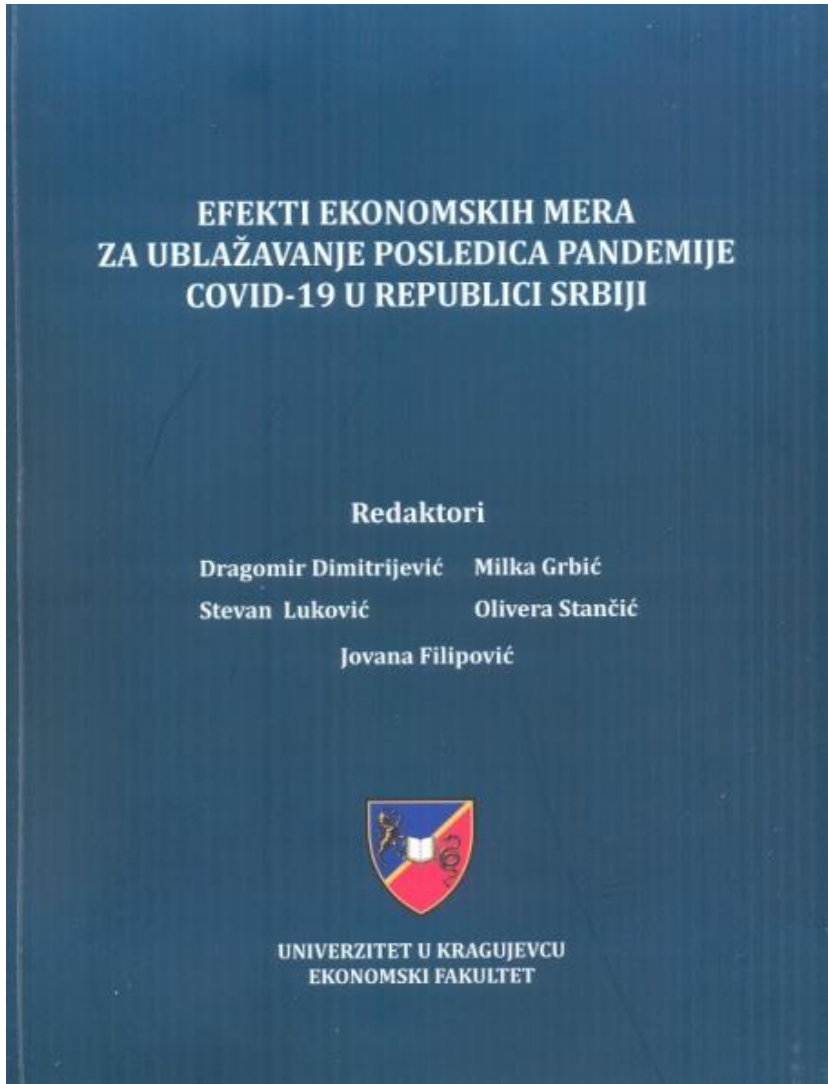 EFEKTI EKONOMSKIH MERA
ZA UBLAŽAVANJE POSLEDICA PANDEMIJE
COVID-19 U REPUBLICI SRBIJI
Redaktori
Dragomir Dimitrijević Milka Grbić
Stevan Luković Olivera Stančić
Jovana Filipović
UNIVERZITET U KRAGUJEVCU
EKONOMSKI FAKULTET